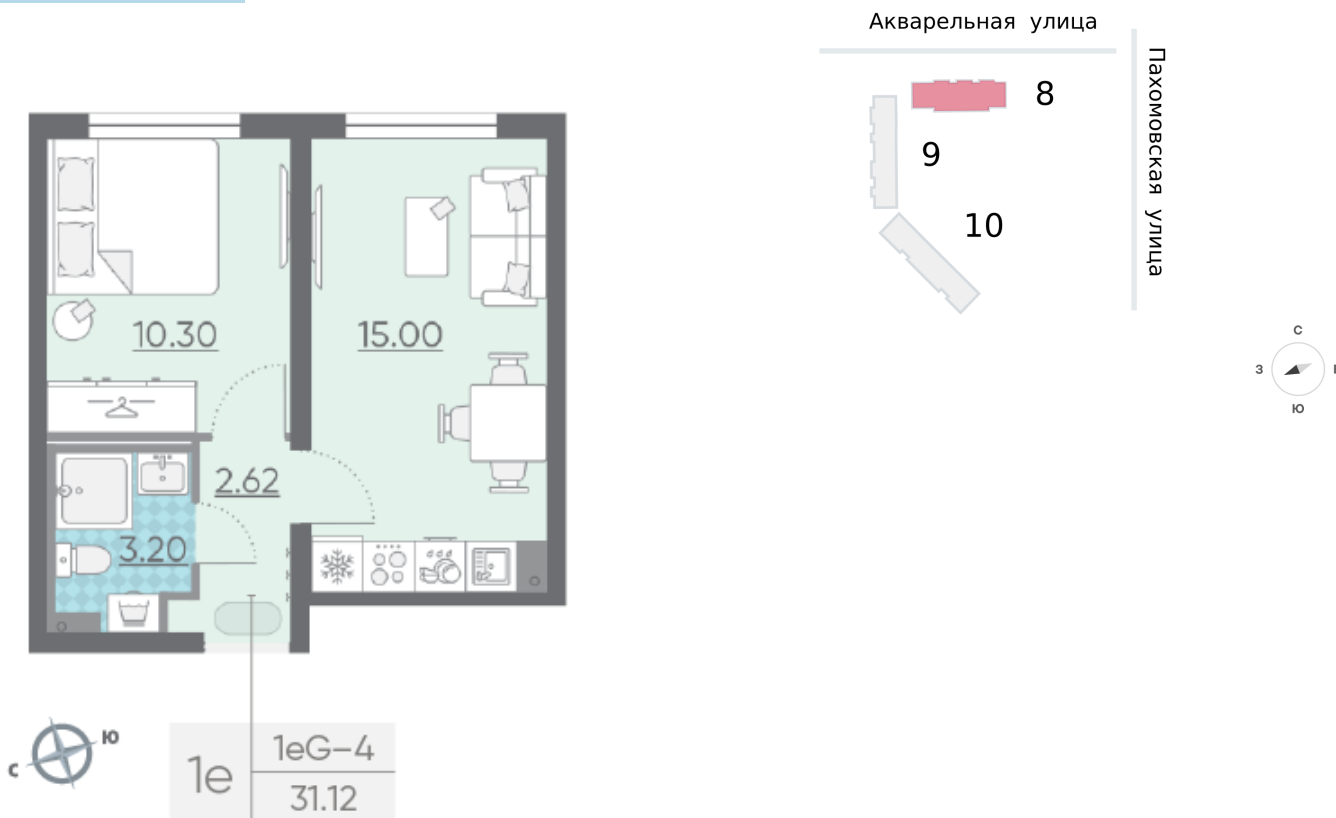 Акварельная улица
Пахомовская улица
8
9
10
10.30
15.00
2.62
3.20
С
З
Ю
Ю
С
1е
1eG–4
31.12